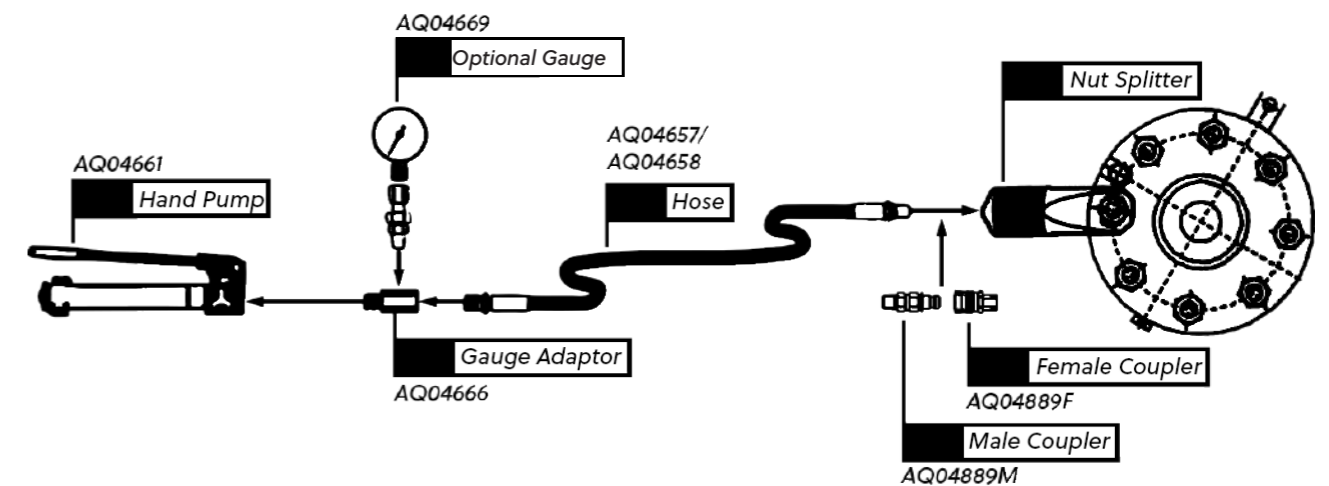 AQ04669
Optional Gauge
Nut Splitter
AQ04657/
AQ04658
Hose
AQ04661
Hand Pump
Gauge Adaptor
AQ04666
Female Coupler
AQ04889F
Male Coupler
AQ04889M